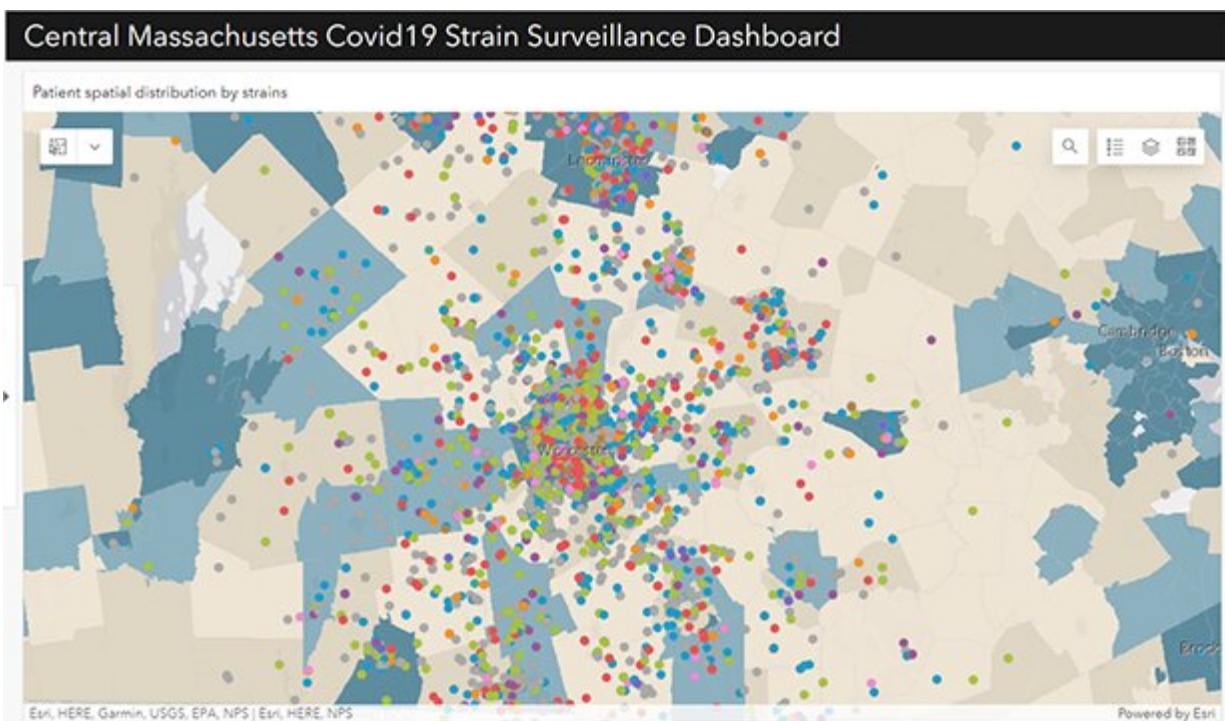 Central Massachusetts Covid19 Strain Surveillance Dashboard
Patient spatial distribution by strains
Leominster
Cambridge
Boston
Worcester
Brock
Esri, HERE, Garmin, USGS, EPA, NPS | Esri, HERE, NPS
Powered by Esri